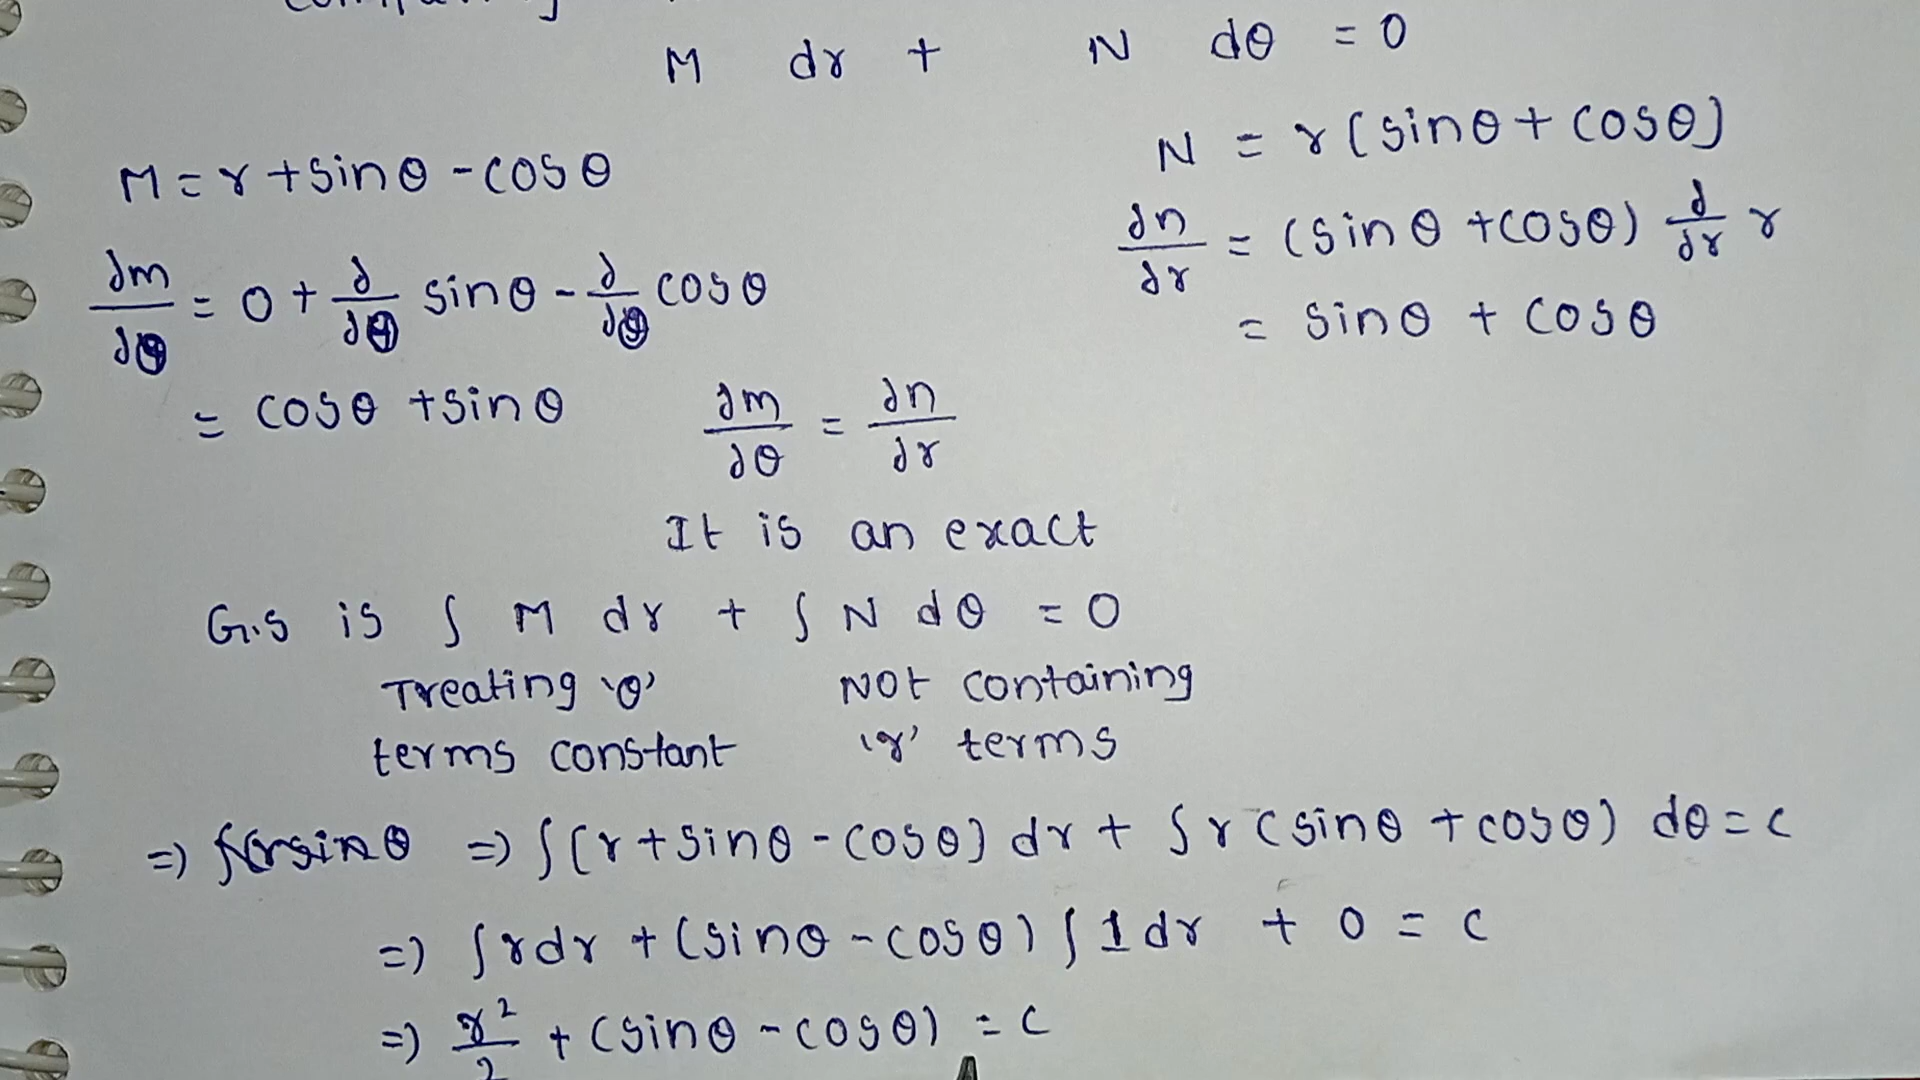 M dr + N dθ = 0
M = r + sinθ - cosθ
N = r(sinθ + cosθ)
∂m/∂θ = 0 + ∂/∂θ sinθ - ∂/∂θ cosθ
∂n/∂r = (sinθ + cosθ) ∂/∂r r
= sinθ + cosθ
= cosθ + sinθ
∂m/∂θ = ∂n/∂r
It is an exact
G.s is ∫ M dr + ∫ N dθ = 0
Treating 'θ' Not containing
terms constant 'r' terms
=> ∫(r + sinθ - cosθ) dr + ∫ r(sinθ + cosθ) dθ = c
=> ∫ r dr + (sinθ - cosθ) ∫ 1 dr + 0 = c
=> r²/2 + (sinθ - cosθ) = c